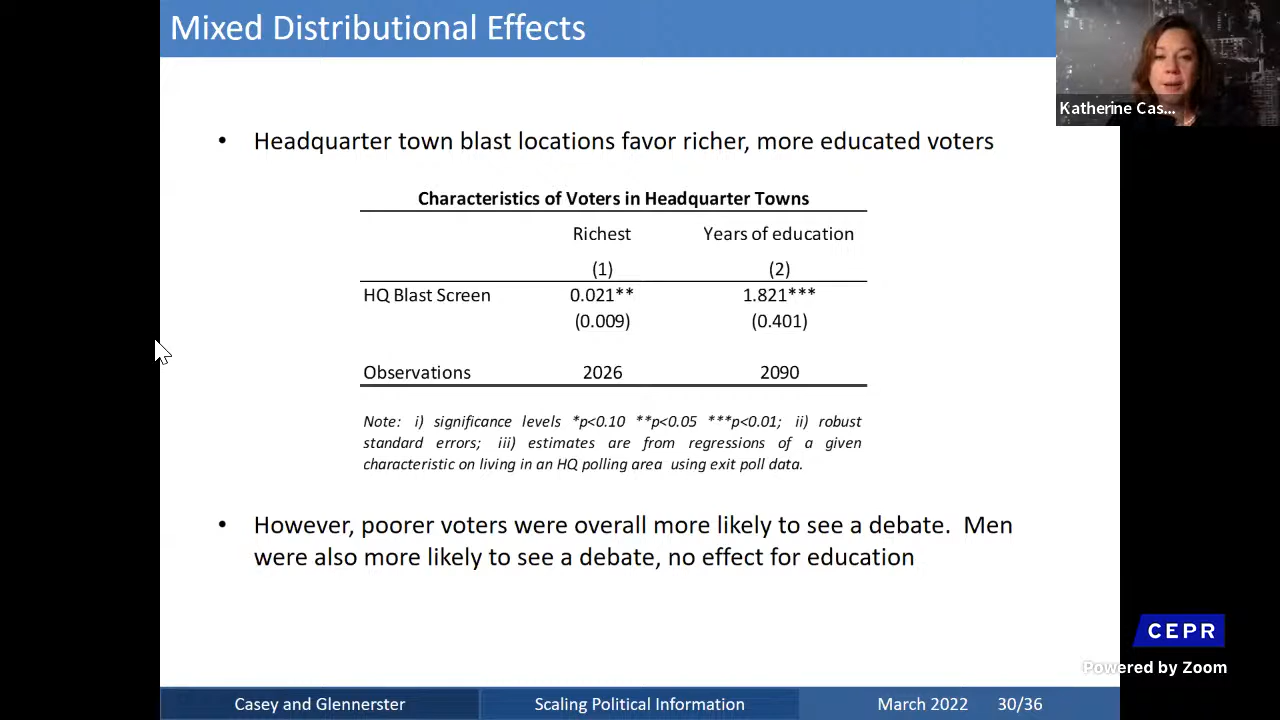 Mixed Distributional Effects
Katherine Cas...
• Headquarter town blast locations favor richer, more educated voters
Characteristics of Voters in Headquarter Towns
Richest Years of education
(1) (2)
HQ Blast Screen 0.021** 1.821***
(0.009) (0.401)
Observations 2026 2090
Note: i) significance levels *p<0.10 **p<0.05 ***p<0.01; ii) robust
standard errors; iii) estimates are from regressions of a given
characteristic on living in an HQ polling area using exit poll data.
• However, poorer voters were overall more likely to see a debate. Men
were also more likely to see a debate, no effect for education
CEPR
Powered by Zoom
Casey and Glennerster Scaling Political Information March 2022 30/36